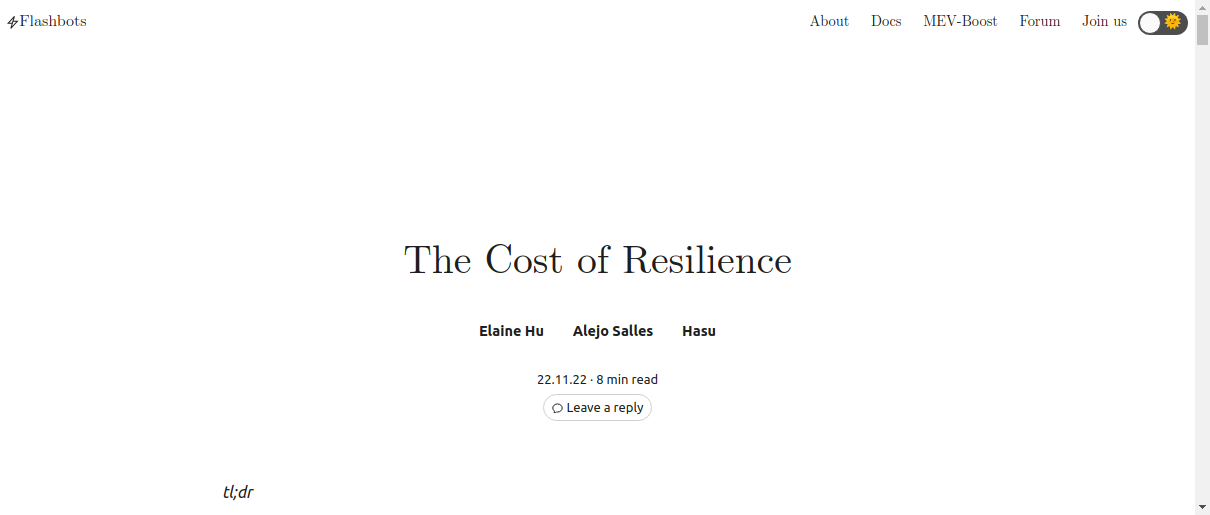 Flashbots About Docs MEV-Boost Forum Join us
The Cost of Resilience
Elaine Hu Alejo Salles Hasu
22.11.22 · 8 min read
Leave a reply
tl;dr